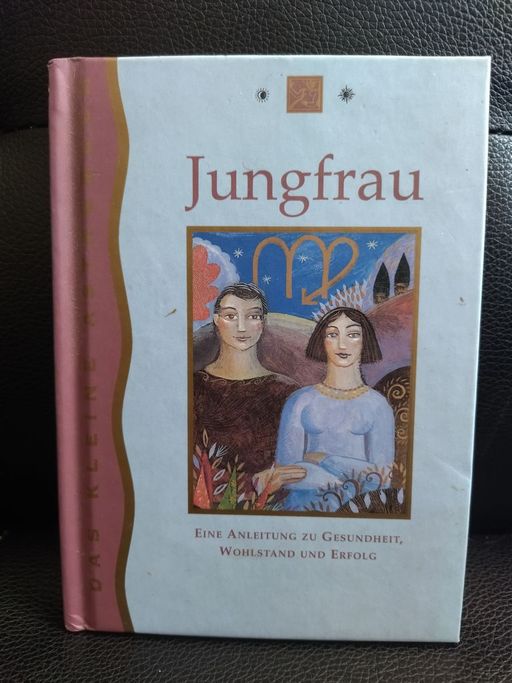 Jungfrau
EINE ANLEITUNG ZU GESUNDHEIT,
WOHLSTAND UND ERFOLG
DAS KLEINE